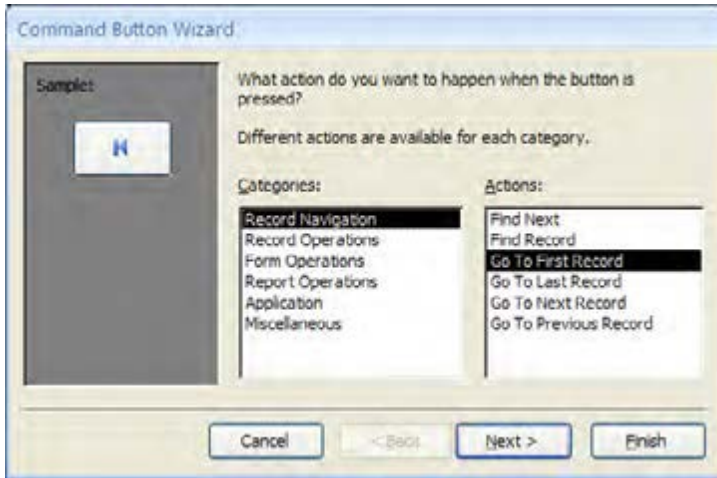 Command Button Wizard
Sample:
What action do you want to happen when the button is
pressed?
Different actions are available for each category.
Categories:
Record Navigation
Record Operations
Form Operations
Report Operations
Application
Miscellaneous
Actions:
Find Next
Find Record
Go To First Record
Go To Last Record
Go To Next Record
Go To Previous Record
Cancel
< Back
Next >
Finish